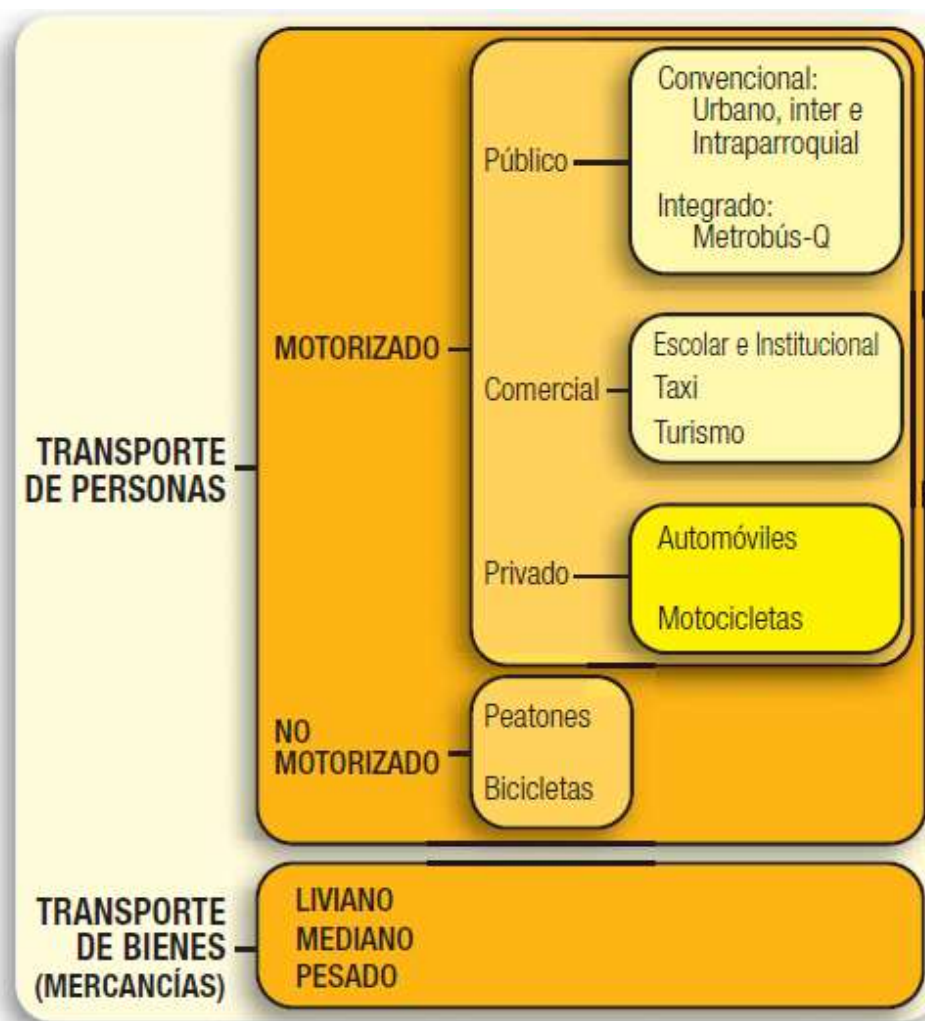 TRANSPORTE
DE PERSONAS
MOTORIZADO
Público
Convencional:
Urbano, inter e
Intraparroquial
Integrado:
Metrobús-Q
Comercial
Escolar e Institucional
Taxi
Turismo
Privado
Automóviles
Motocicletas
NO
MOTORIZADO
Peatones
Bicicletas
TRANSPORTE
DE BIENES
(MERCANCÍAS)
LIVIANO
MEDIANO
PESADO